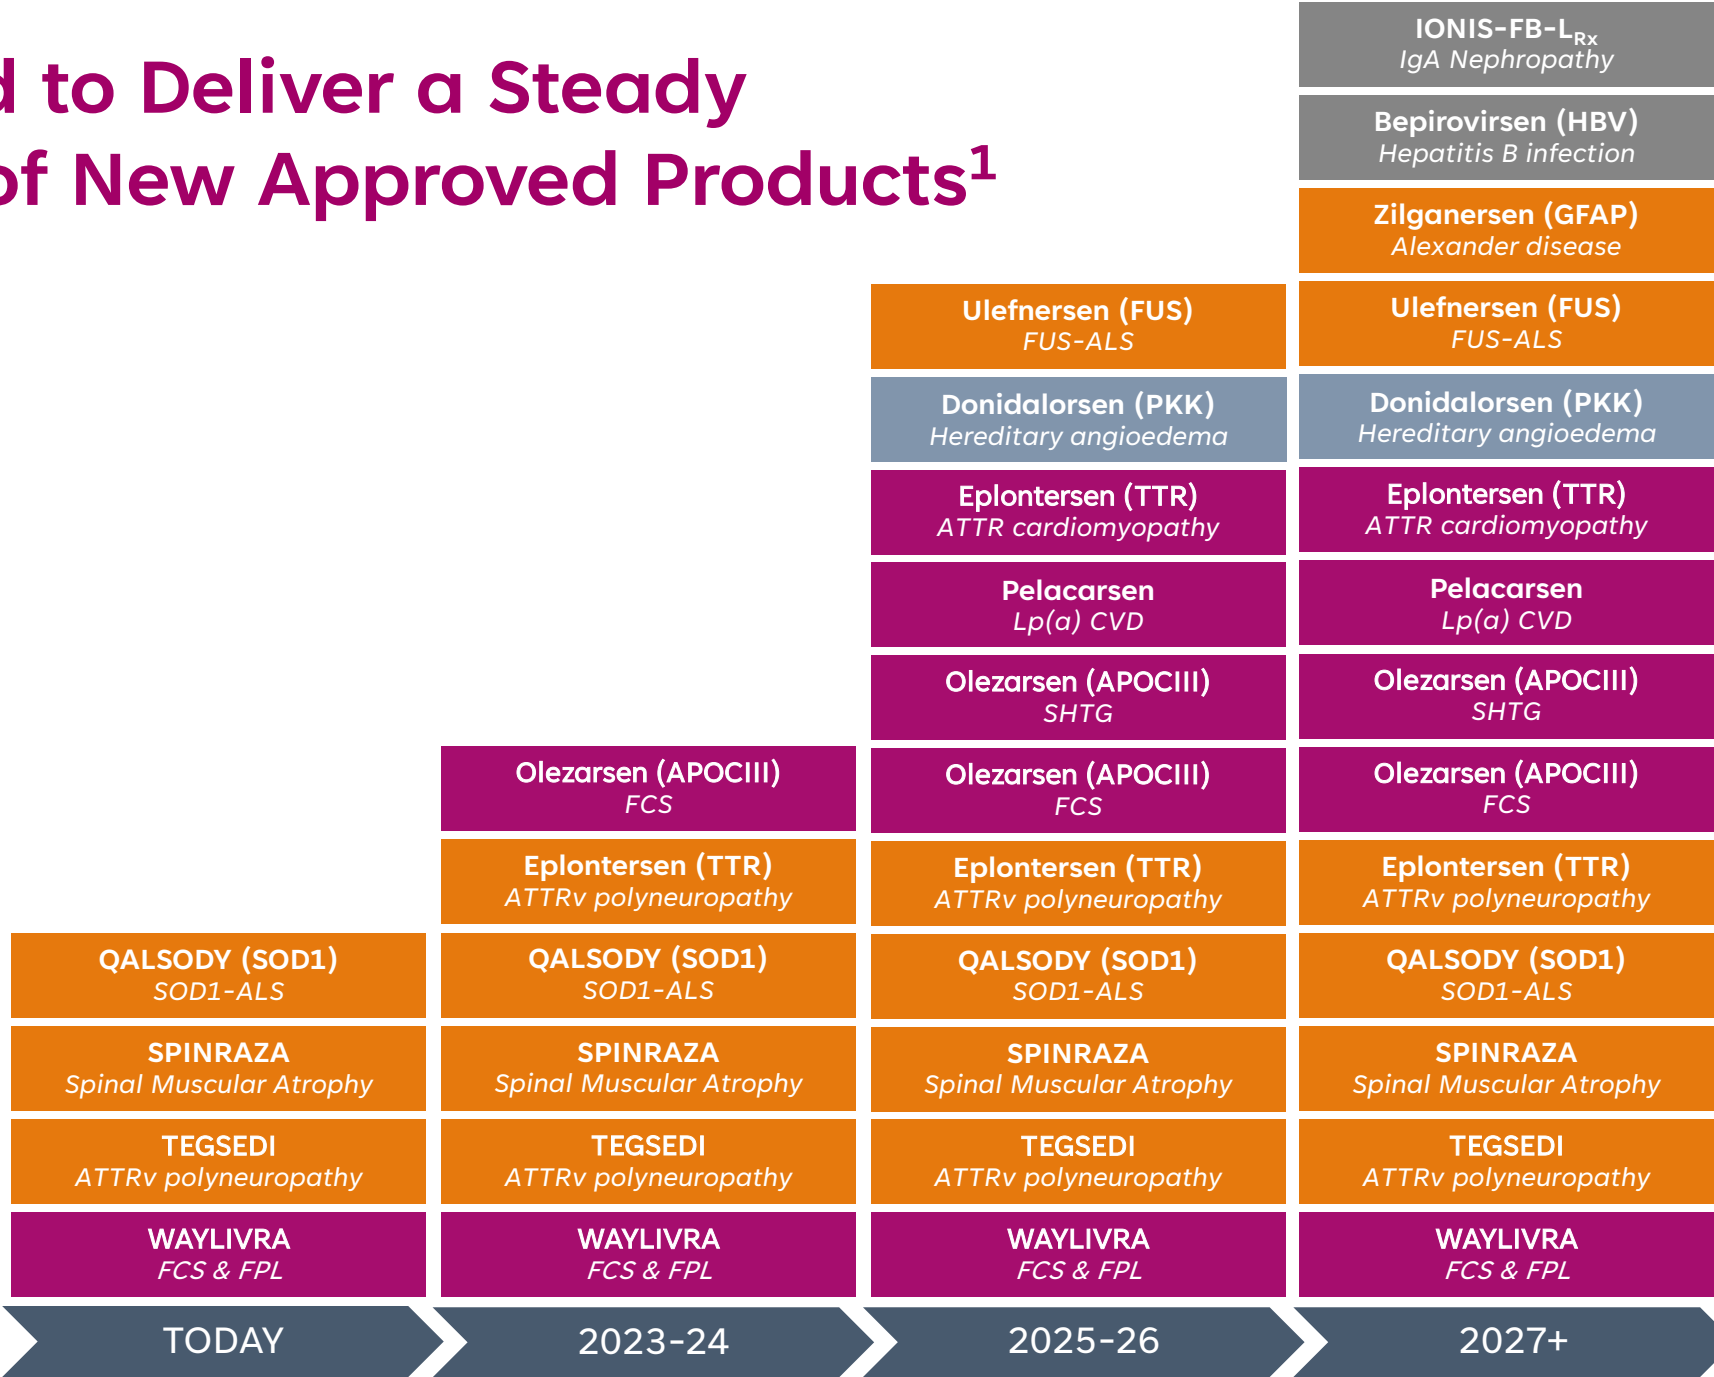 d to Deliver a Steady
of New Approved Products¹
QALSODY (SOD1)
SOD1-ALS
SPINRAZA
Spinal Muscular Atrophy
TEGSEDI
ATTRv polyneuropathy
WAYLIVRA
FCS & FPL
TODAY
Olezarsen (APOCIII)
FCS
Eplontersen (TTR)
ATTRv polyneuropathy
QALSODY (SOD1)
SOD1-ALS
SPINRAZA
Spinal Muscular Atrophy
TEGSEDI
ATTRv polyneuropathy
WAYLIVRA
FCS & FPL
2023-24
Ulefnersen (FUS)
FUS-ALS
Donidalorsen (PKK)
Hereditary angioedema
Eplontersen (TTR)
ATTR cardiomyopathy
Pelacarsen
Lp(a) CVD
Olezarsen (APOCIII)
SHTG
Olezarsen (APOCIII)
FCS
Eplontersen (TTR)
ATTRv polyneuropathy
QALSODY (SOD1)
SOD1-ALS
SPINRAZA
Spinal Muscular Atrophy
TEGSEDI
ATTRv polyneuropathy
WAYLIVRA
FCS & FPL
2025-26
IONIS-FB-LRx
IgA Nephropathy
Bepirovirsen (HBV)
Hepatitis B infection
Zilganersen (GFAP)
Alexander disease
Ulefnersen (FUS)
FUS-ALS
Donidalorsen (PKK)
Hereditary angioedema
Eplontersen (TTR)
ATTR cardiomyopathy
Pelacarsen
Lp(a) CVD
Olezarsen (APOCIII)
SHTG
Olezarsen (APOCIII)
FCS
Eplontersen (TTR)
ATTRv polyneuropathy
QALSODY (SOD1)
SOD1-ALS
SPINRAZA
Spinal Muscular Atrophy
TEGSEDI
ATTRv polyneuropathy
WAYLIVRA
FCS & FPL
2027+